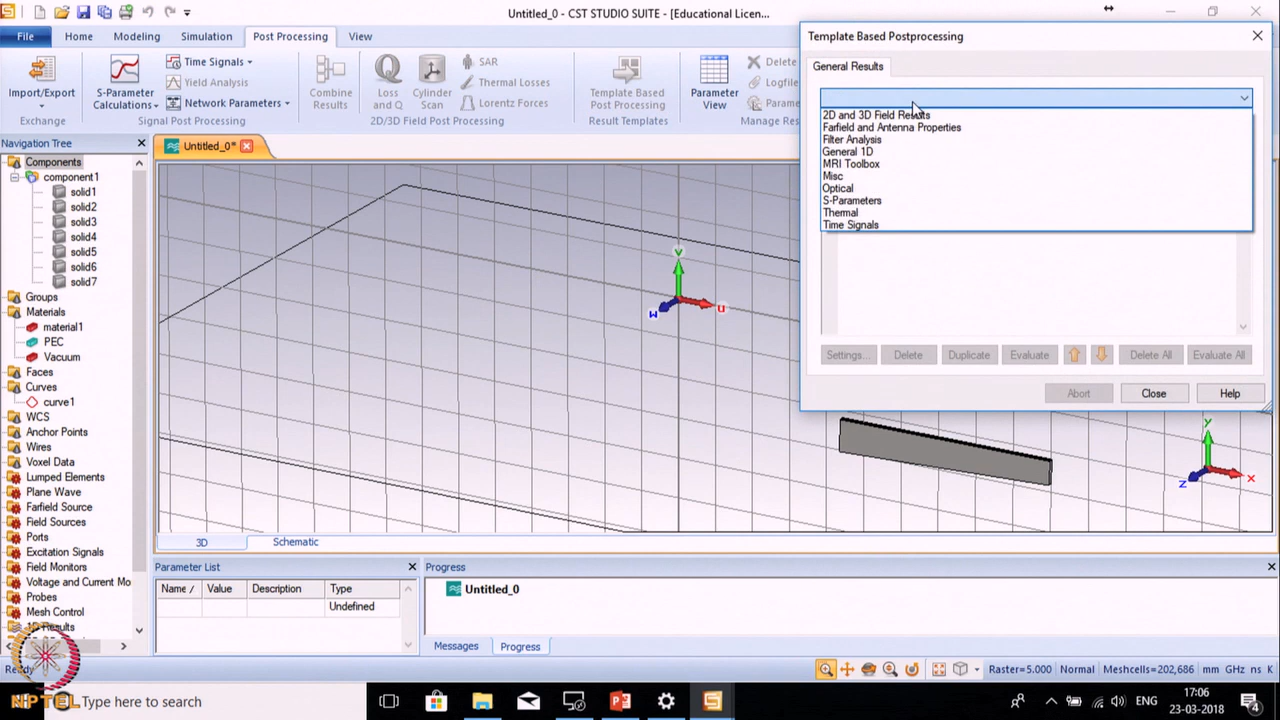 Untitled_0 - CST STUDIO SUITE - [Educational Licen...
File
Home
Modeling
Simulation
Post Processing
View
Import/Export
Exchange
S-Parameter
Calculations
Time Signals
Field Analysis
Network Parameters
Signal Post Processing
Combine
Results
Loss
and Q
Cylinder
Scan
SAR
Thermal Losses
Lorentz Forces
2D/3D Field Post Processing
Template Based
Post Processing
Result Templates
Parameter
View
Delete
Logfile
Parame
Manage Res
Navigation Tree
Untitled_0*
Components
component1
solid1
solid2
solid3
solid4
solid5
solid6
solid7
Groups
Materials
material1
PEC
Vacuum
Faces
Curves
curve1
WCS
Anchor Points
Wires
Voxel Data
Lumped Elements
Plane Wave
Farfield Source
Field Sources
Ports
Excitation Signals
Field Monitors
Voltage and Current Mo
Probes
Mesh Control
1D Results
v
u
w
y
x
z
Template Based Postprocessing
General Results
2D and 3D Field Results
Farfield and Antenna Properties
Filter Analysis
General 1D
MRI Toolbox
Misc
Optical
S-Parameters
Thermal
Time Signals
Settings...
Delete
Duplicate
Evaluate
Delete All
Evaluate All
Abort
Close
Help
3D
Schematic
Parameter List
Name
Value
Description
Type
Undefined
Progress
Untitled_0
Messages
Progress
Raster=5.000
Normal
Meshcells=202,686
mm GHz ns K
NPTEL
Type here to search
ENG
17:06
23-03-2018
4